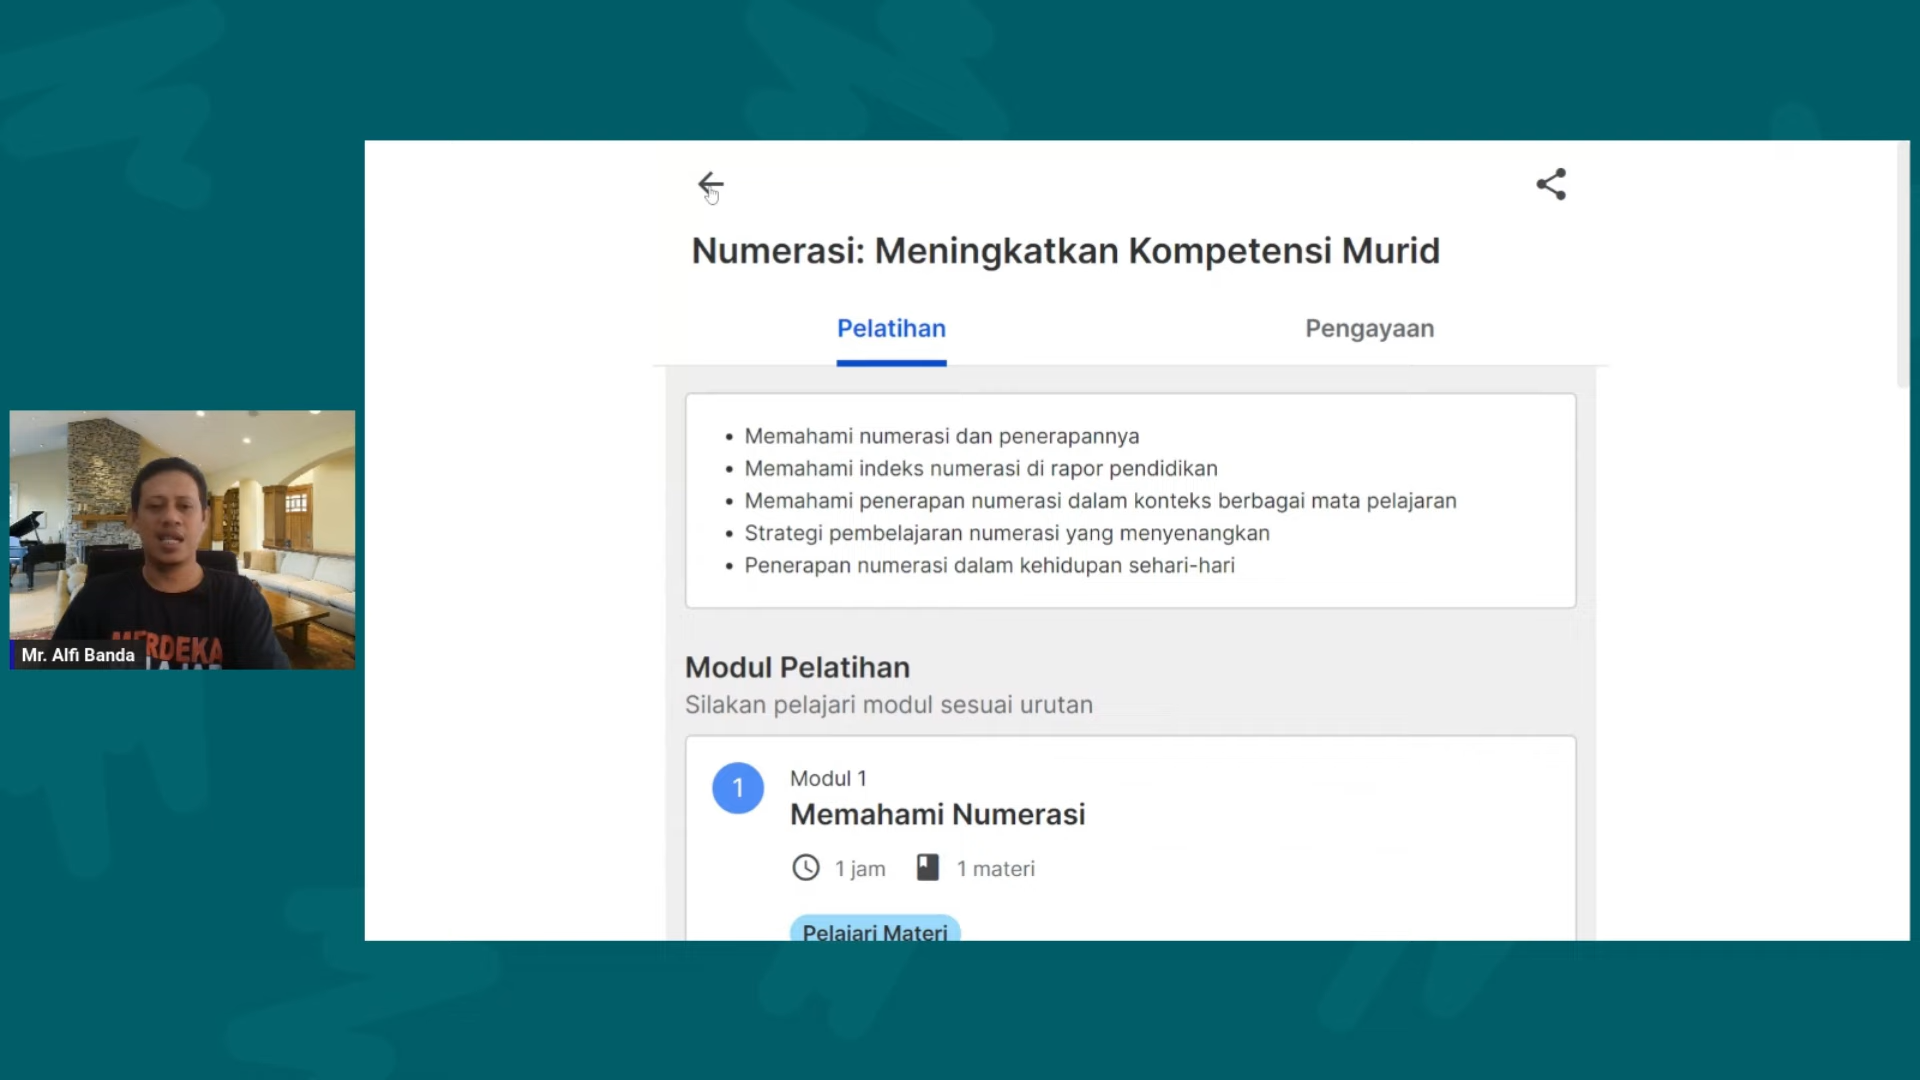 Numerasi: Meningkatkan Kompetensi Murid
Pelatihan
Pengayaan
• Memahami numerasi dan penerapannya
• Memahami indeks numerasi di rapor pendidikan
• Memahami penerapan numerasi dalam konteks berbagai mata pelajaran
• Strategi pembelajaran numerasi yang menyenangkan
• Penerapan numerasi dalam kehidupan sehari-hari
Modul Pelatihan
Silakan pelajari modul sesuai urutan
1
Modul 1
Memahami Numerasi
1 jam
1 materi
Pelajari Materi
MERDEKA
Mr. Alfi Banda